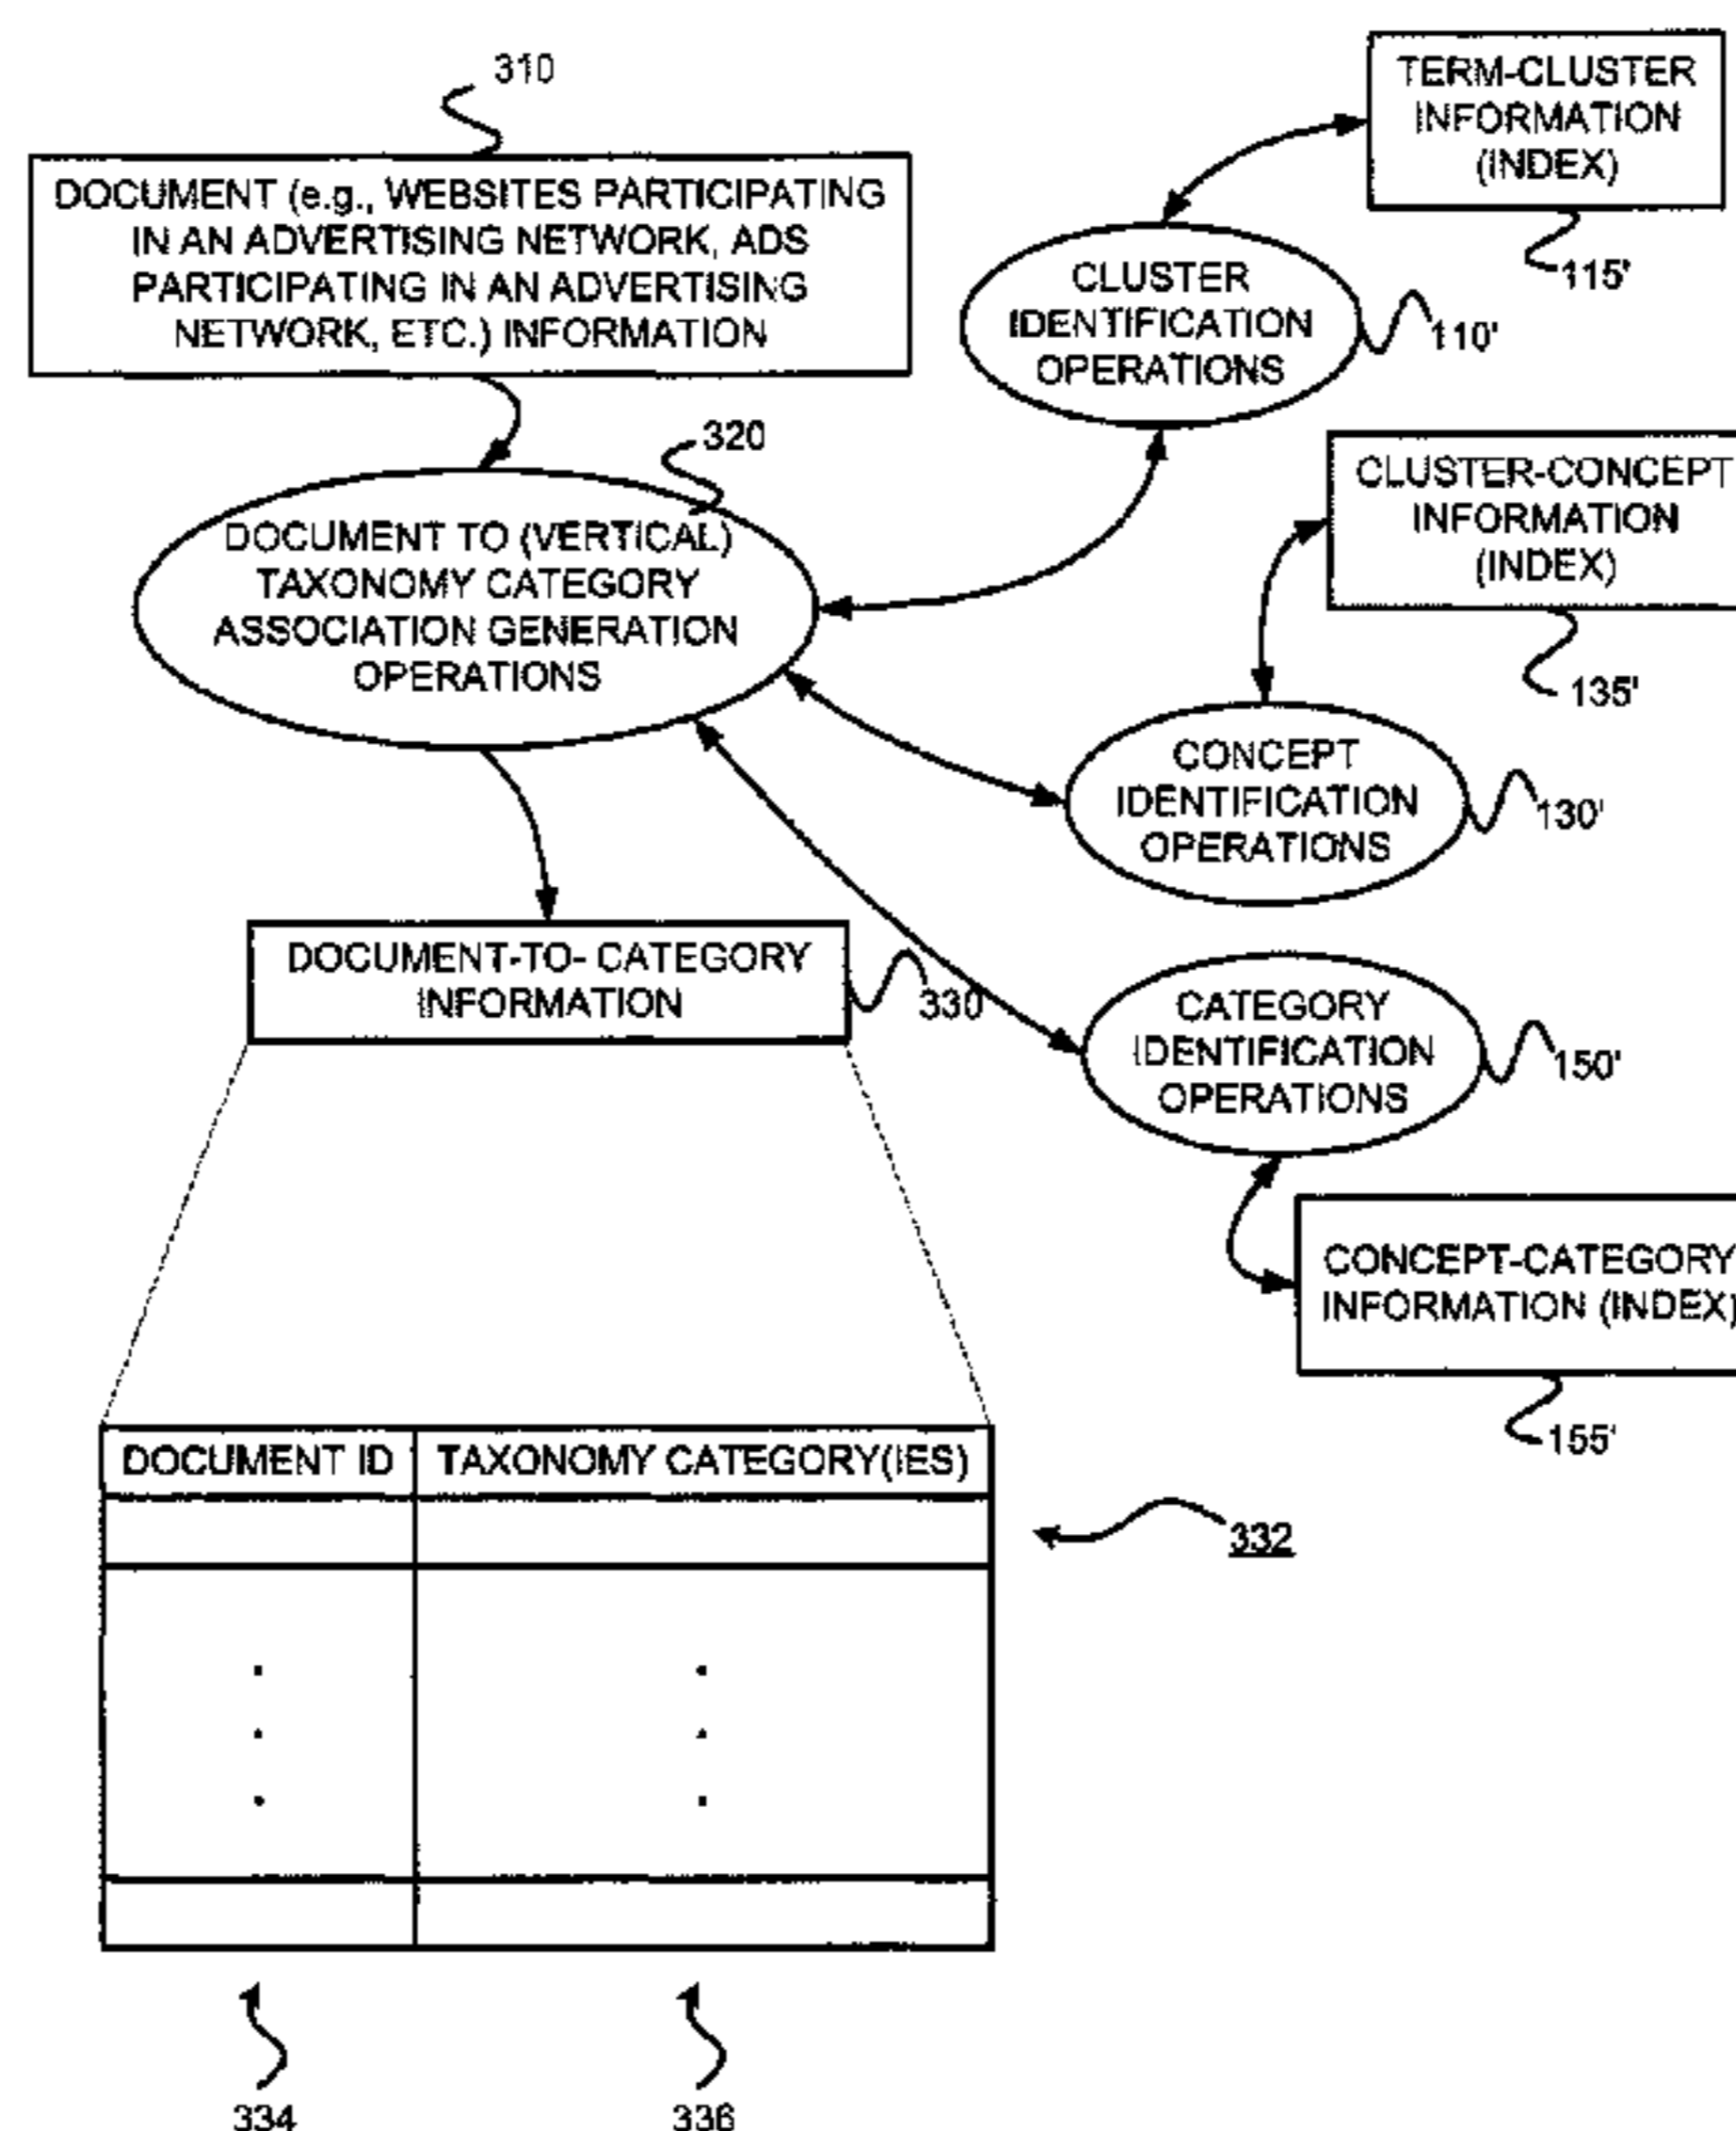 310
DOCUMENT (e.g., WEBSITES PARTICIPATING
IN AN ADVERTISING NETWORK, ADS
PARTICIPATING IN AN ADVERTISING
NETWORK, ETC.) INFORMATION
TERM-CLUSTER
INFORMATION
(INDEX)
115'
CLUSTER
IDENTIFICATION
OPERATIONS
110'
320
DOCUMENT TO (VERTICAL)
TAXONOMY CATEGORY
ASSOCIATION GENERATION
OPERATIONS
CLUSTER-CONCEPT
INFORMATION
(INDEX)
135'
CONCEPT
IDENTIFICATION
OPERATIONS
130'
DOCUMENT-TO- CATEGORY
INFORMATION
330
CATEGORY
IDENTIFICATION
OPERATIONS
150'
CONCEPT-CATEGORY
INFORMATION (INDEX)
155'
DOCUMENT ID
TAXONOMY CATEGORY(IES)
332
334
336